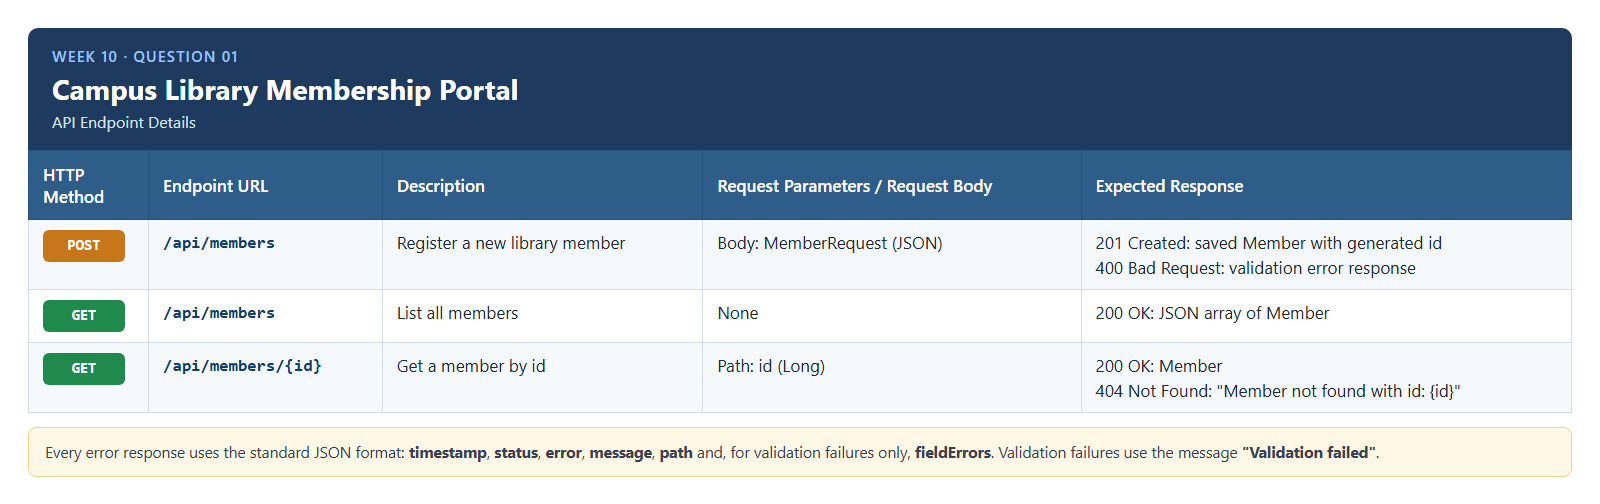 WEEK 10 · QUESTION 01
Campus Library Membership Portal
API Endpoint Details
HTTP Method
Endpoint URL
Description
Request Parameters / Request Body
Expected Response
POST
/api/members
Register a new library member
Body: MemberRequest (JSON)
201 Created: saved Member with generated id
400 Bad Request: validation error response
GET
/api/members
List all members
None
200 OK: JSON array of Member
GET
/api/members/{id}
Get a member by id
Path: id (Long)
200 OK: Member
404 Not Found: "Member not found with id: {id}"
Every error response uses the standard JSON format: timestamp, status, error, message, path and, for validation failures only, fieldErrors. Validation failures use the message "Validation failed".